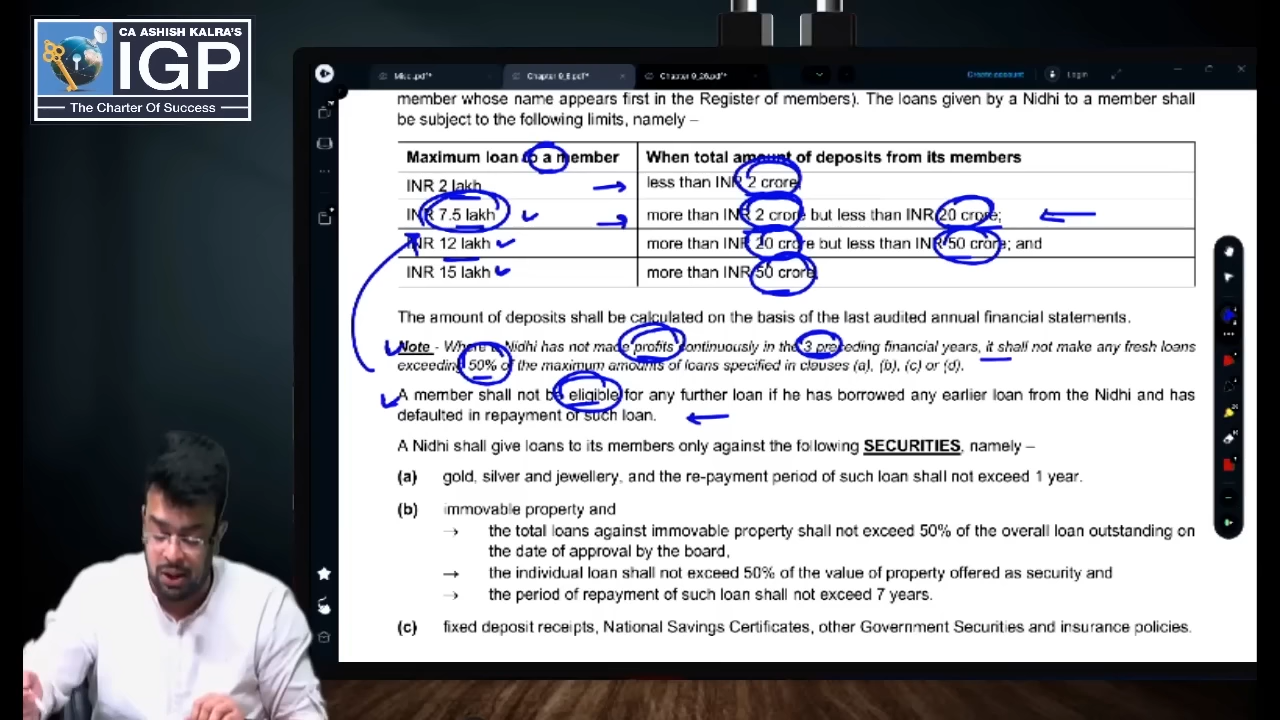 CA ASHISH KALRA'S
IGP
The Charter Of Success
Misc.pdf*
Chapter 9_8.pdf*
Chapter 9_26.pdf*
Create account
Login
member whose name appears first in the Register of members). The loans given by a Nidhi to a member shall
be subject to the following limits, namely –
Maximum loan to a member When total amount of deposits from its members
INR 2 lakh less than INR 2 crore;
INR 7.5 lakh more than INR 2 crore but less than INR 20 crore;
INR 12 lakh more than INR 20 crore but less than INR 50 crore; and
INR 15 lakh more than INR 50 crore.
The amount of deposits shall be calculated on the basis of the last audited annual financial statements.
Note - Where a Nidhi has not made profits continuously in the 3 preceding financial years, it shall not make any fresh loans
exceeding 50% of the maximum amounts of loans specified in clauses (a), (b), (c) or (d).
A member shall not be eligible for any further loan if he has borrowed any earlier loan from the Nidhi and has
defaulted in repayment of such loan.
A Nidhi shall give loans to its members only against the following SECURITIES, namely –
(a) gold, silver and jewellery, and the re-payment period of such loan shall not exceed 1 year.
(b) immovable property and
→ the total loans against immovable property shall not exceed 50% of the overall loan outstanding on
the date of approval by the board,
→ the individual loan shall not exceed 50% of the value of property offered as security and
→ the period of repayment of such loan shall not exceed 7 years.
(c) fixed deposit receipts, National Savings Certificates, other Government Securities and insurance policies.